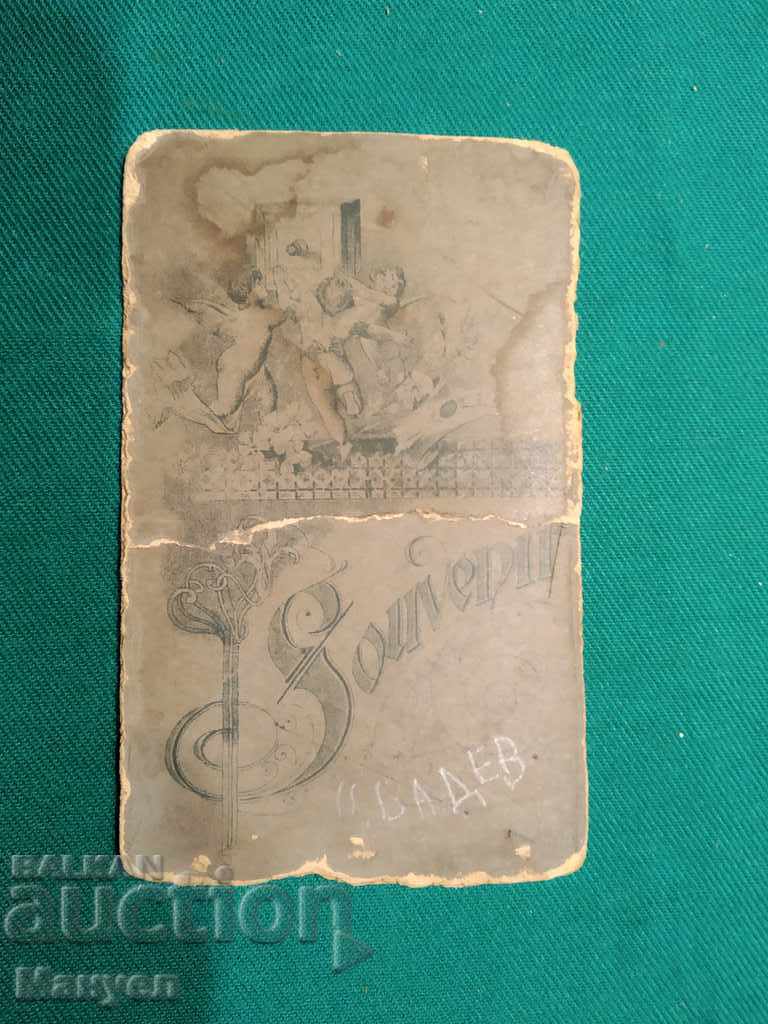 Souvenir
„БАДЕВ
BALKAN
auction
Мануел